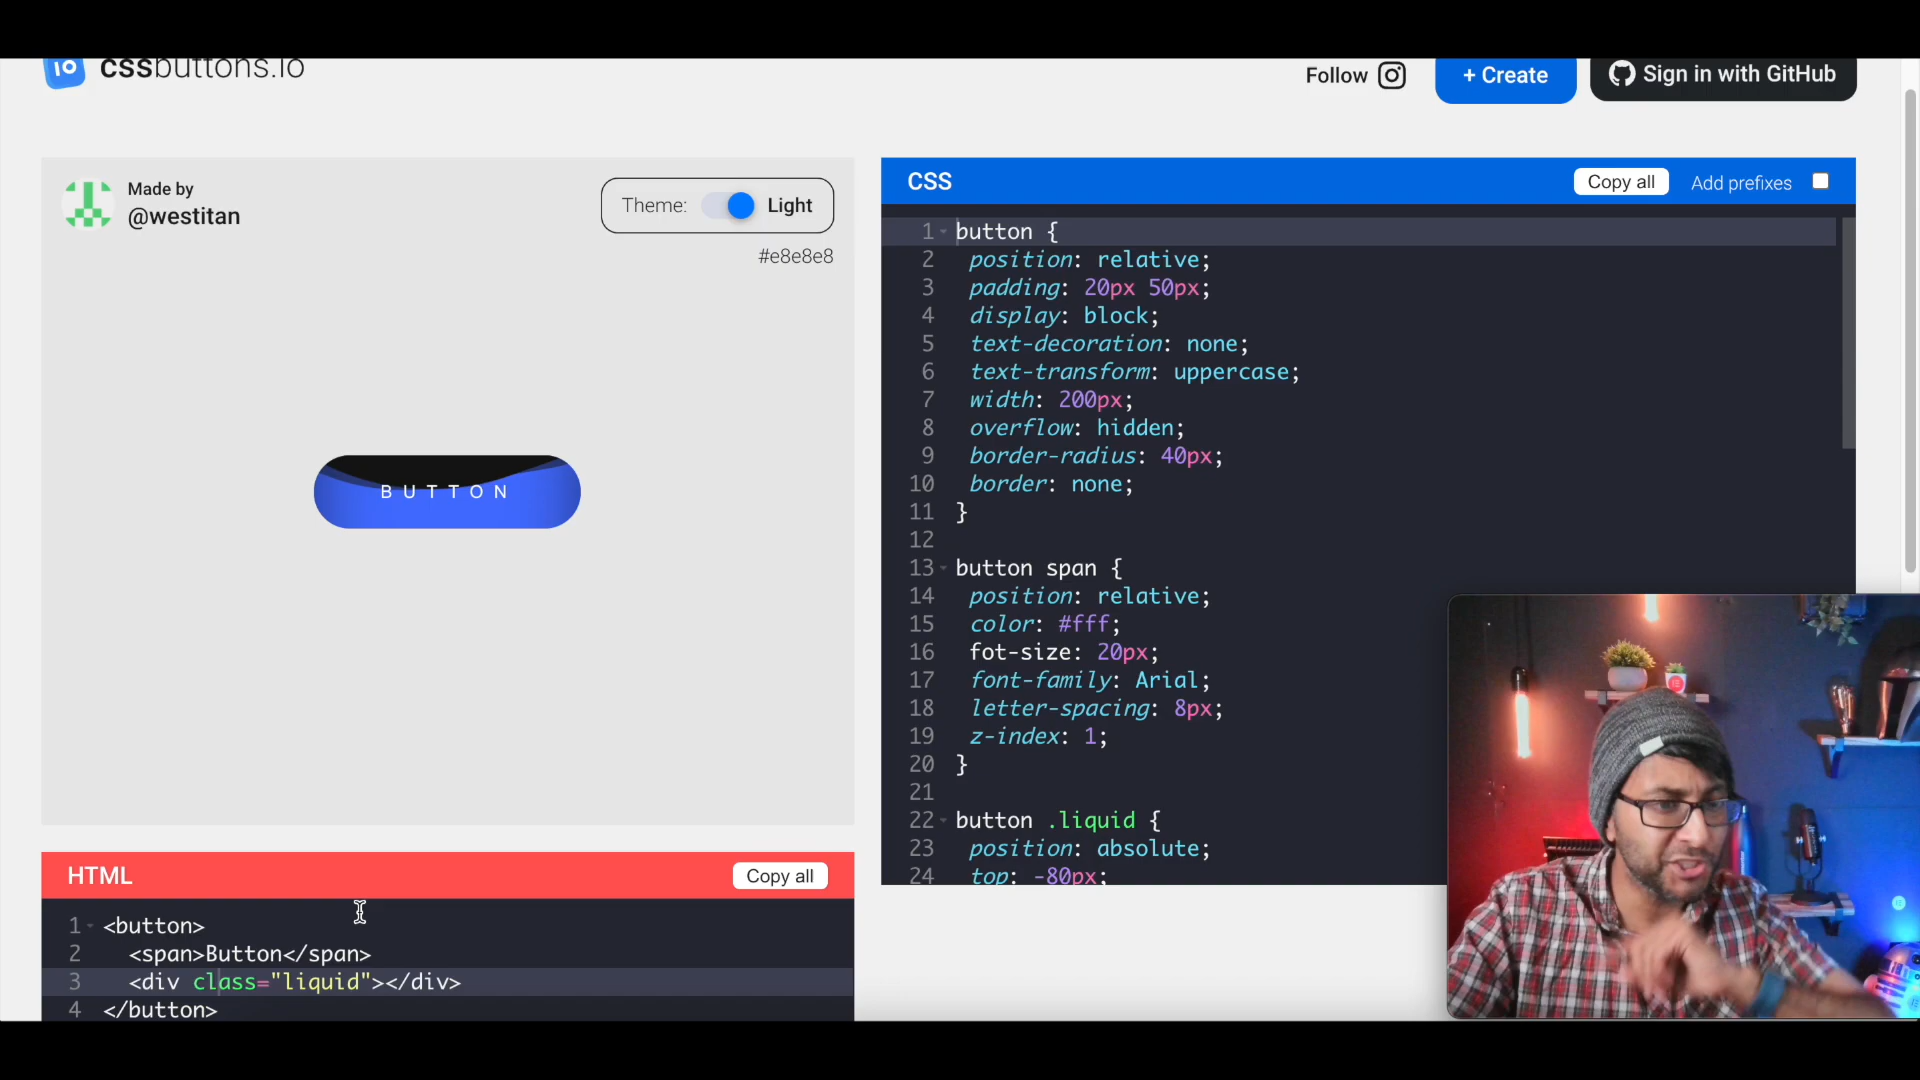 cssbuttons.io
Follow
+ Create
Sign in with GitHub
Made by
@westitan
Theme: Light
#e8e8e8
BUTTON
HTML
Copy all
1 <button>
2 <span>Button</span>
3 <div class="liquid"></div>
4 </button>
CSS
Copy all
Add prefixes
1 button {
2 position: relative;
3 padding: 20px 50px;
4 display: block;
5 text-decoration: none;
6 text-transform: uppercase;
7 width: 200px;
8 overflow: hidden;
9 border-radius: 40px;
10 border: none;
11 }
12
13 button span {
14 position: relative;
15 color: #fff;
16 fot-size: 20px;
17 font-family: Arial;
18 letter-spacing: 8px;
19 z-index: 1;
20 }
21
22 button .liquid {
23 position: absolute;
24 top: -80px;